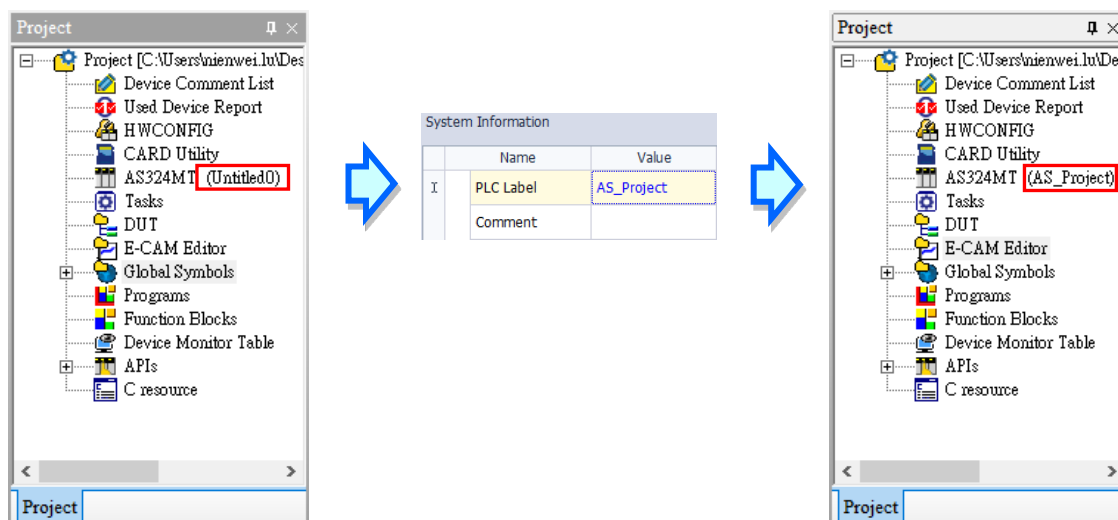 Project
Project [C:\Users\nienwei.lu\Des
Device Comment List
Used Device Report
HWCONFIG
CARD Utility
AS324MT (Untitled0)
Tasks
DUT
E-CAM Editor
Global Symbols
Programs
Function Blocks
Device Monitor Table
APIs
C resource
Project
System Information
Name Value
PLC Label AS_Project
Comment
Project
Project [C:\Users\nienwei.lu\De
Device Comment List
Used Device Report
HWCONFIG
CARD Utility
AS324MT (AS_Project)
Tasks
DUT
E-CAM Editor
Global Symbols
Programs
Function Blocks
Device Monitor Table
APIs
C resource
Project